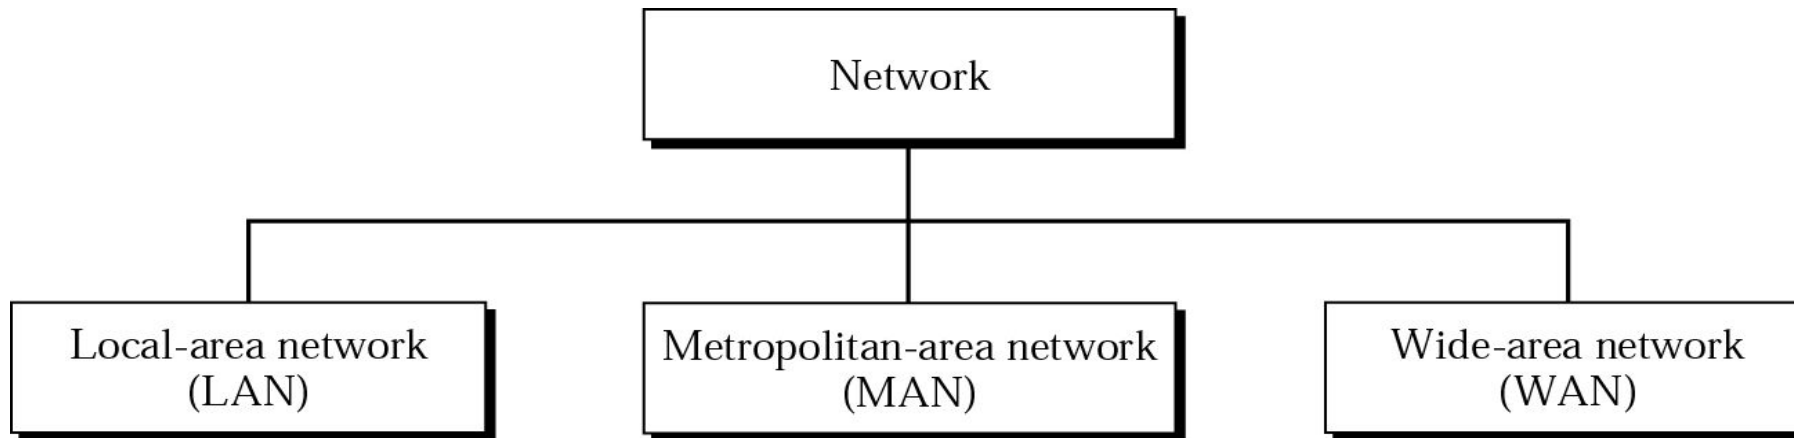 Network
Local-area network
(LAN)
Metropolitan-area network
(MAN)
Wide-area network
(WAN)